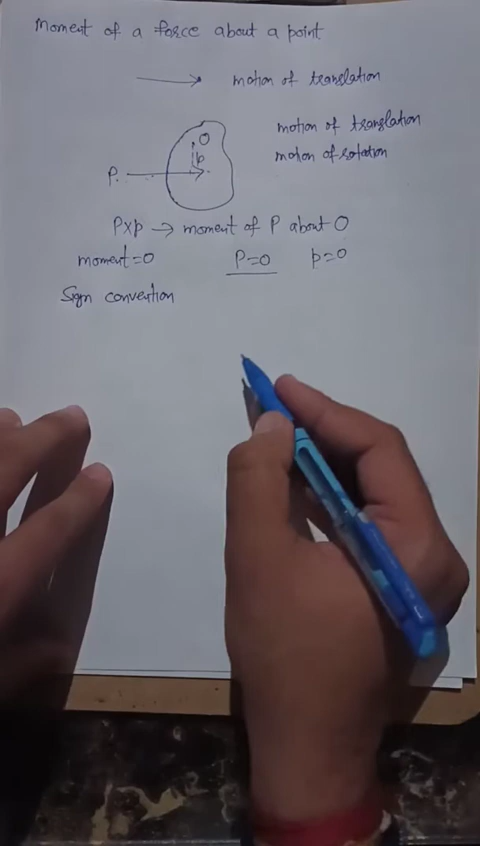 Moment of a force about a point
→ motion of translation
motion of translation
motion of rotation
O
p
P
P×p → moment of P about O
moment=0 P=0 p=0
Sign convention